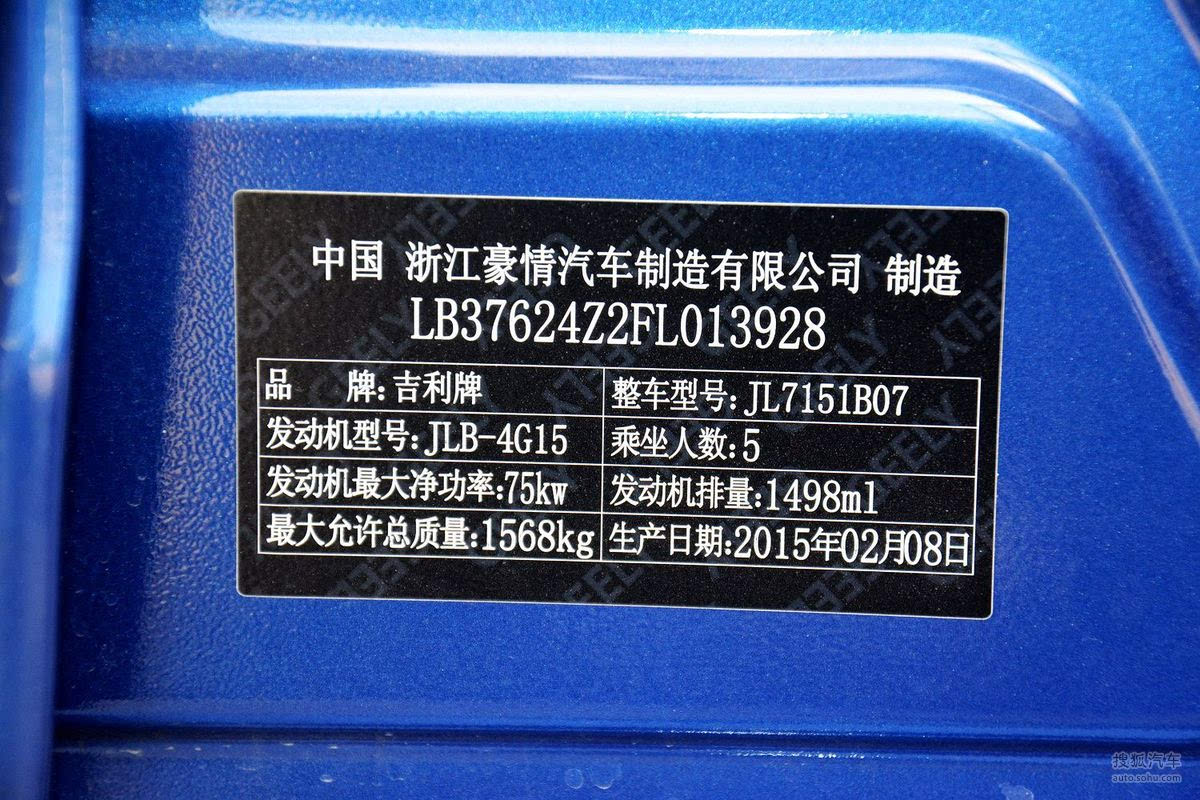 中国 浙江豪情汽车制造有限公司 制造
LB37624Z2FL013928
品 牌:吉利牌 整车型号:JL7151B07
发动机型号:JLB-4G15 乘坐人数:5
发动机最大净功率:75kw 发动机排量:1498ml
最大允许总质量:1568kg 生产日期:2015年02月08日
GEELY
搜狐汽车
auto.sohu.com